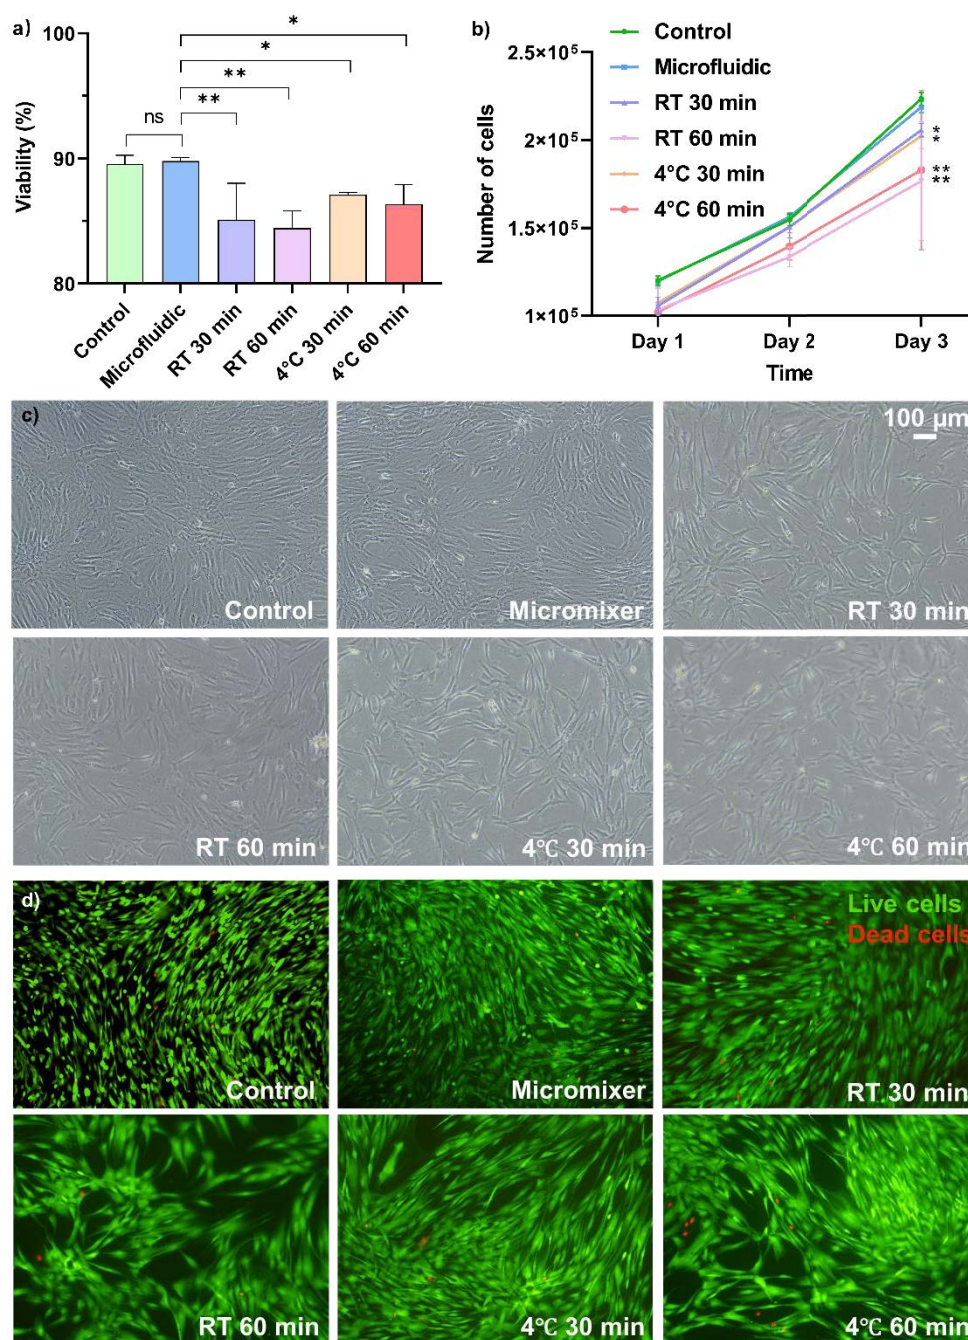 a)
100
90
80
Viability (%)
ns
**
**
*
*
Control
Microfluidic
RT 30 min
RT 60 min
4°C 30 min
4°C 60 min
b)
2.5×10⁵
2×10⁵
1.5×10⁵
1×10⁵
Number of cells
Control
Microfluidic
RT 30 min
RT 60 min
4°C 30 min
4°C 60 min
*
*
**
**
Day 1 Day 2 Day 3
Time
c)
100 µm
Control
Micromixer
RT 30 min
RT 60 min
4℃ 30 min
4℃ 60 min
d)
Live cells
Dead cells
Control
Micromixer
RT 30 min
RT 60 min
4℃ 30 min
4℃ 60 min